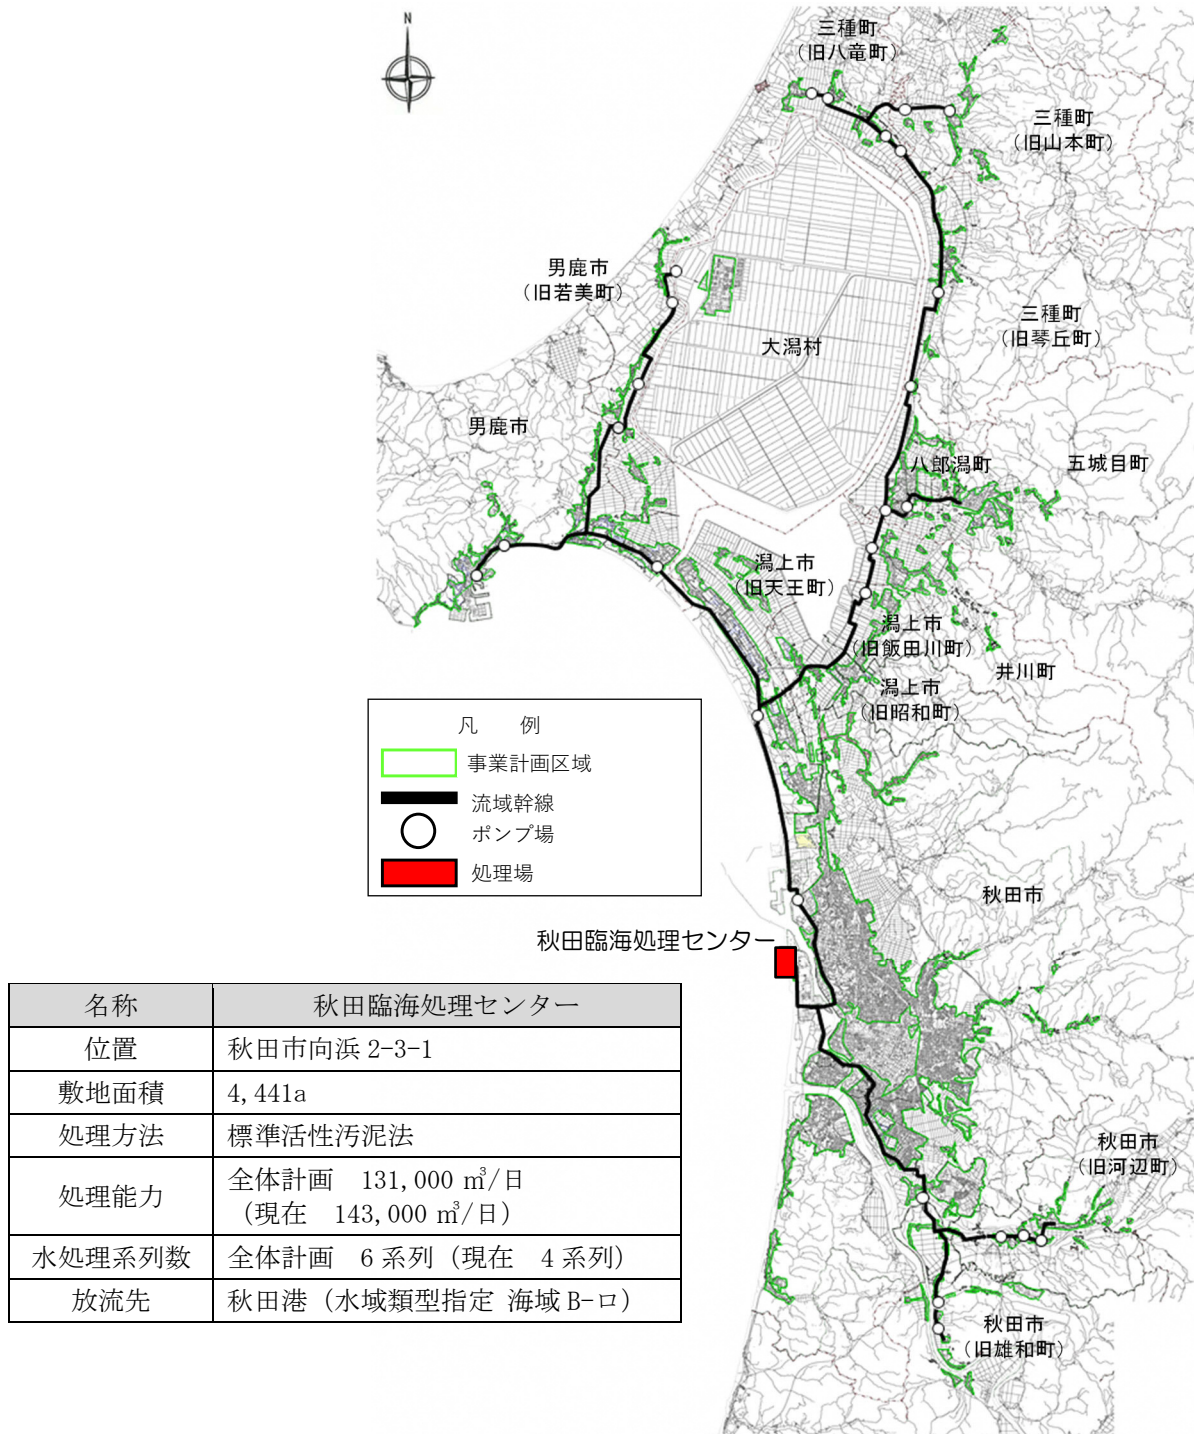 N
三種町
（旧八竜町）
三種町
（旧山本町）
男鹿市
（旧若美町）
三種町
（旧琴丘町）
大潟村
男鹿市
八郎潟町
五城目町
潟上市
（旧天王町）
潟上市
（旧飯田川町）
井川町
潟上市
（旧昭和町）
凡　例
事業計画区域
流域幹線
ポンプ場
処理場
秋田市
秋田臨海処理センター
名称 秋田臨海処理センター
位置 秋田市向浜 2-3-1
敷地面積 4,441a
処理方法 標準活性汚泥法
処理能力 全体計画　131,000 ㎥/日
（現在　143,000 ㎥/日）
水処理系列数 全体計画　6 系列（現在　4 系列）
放流先 秋田港（水域類型指定 海域 B-ロ）
秋田市
（旧河辺町）
秋田市
（旧雄和町）